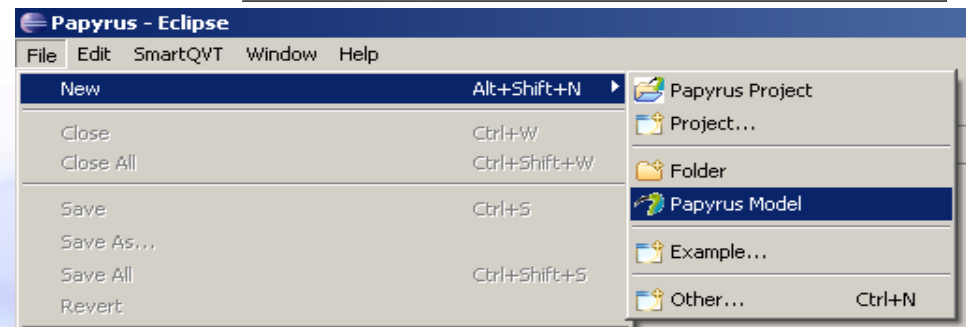 Papyrus - Eclipse
File Edit SmartQVT Window Help
New Alt+Shift+N
Close Ctrl+W
Close All Ctrl+Shift+W
Save Ctrl+S
Save As...
Save All Ctrl+Shift+S
Revert
Papyrus Project
Project...
Folder
Papyrus Model
Example...
Other... Ctrl+N